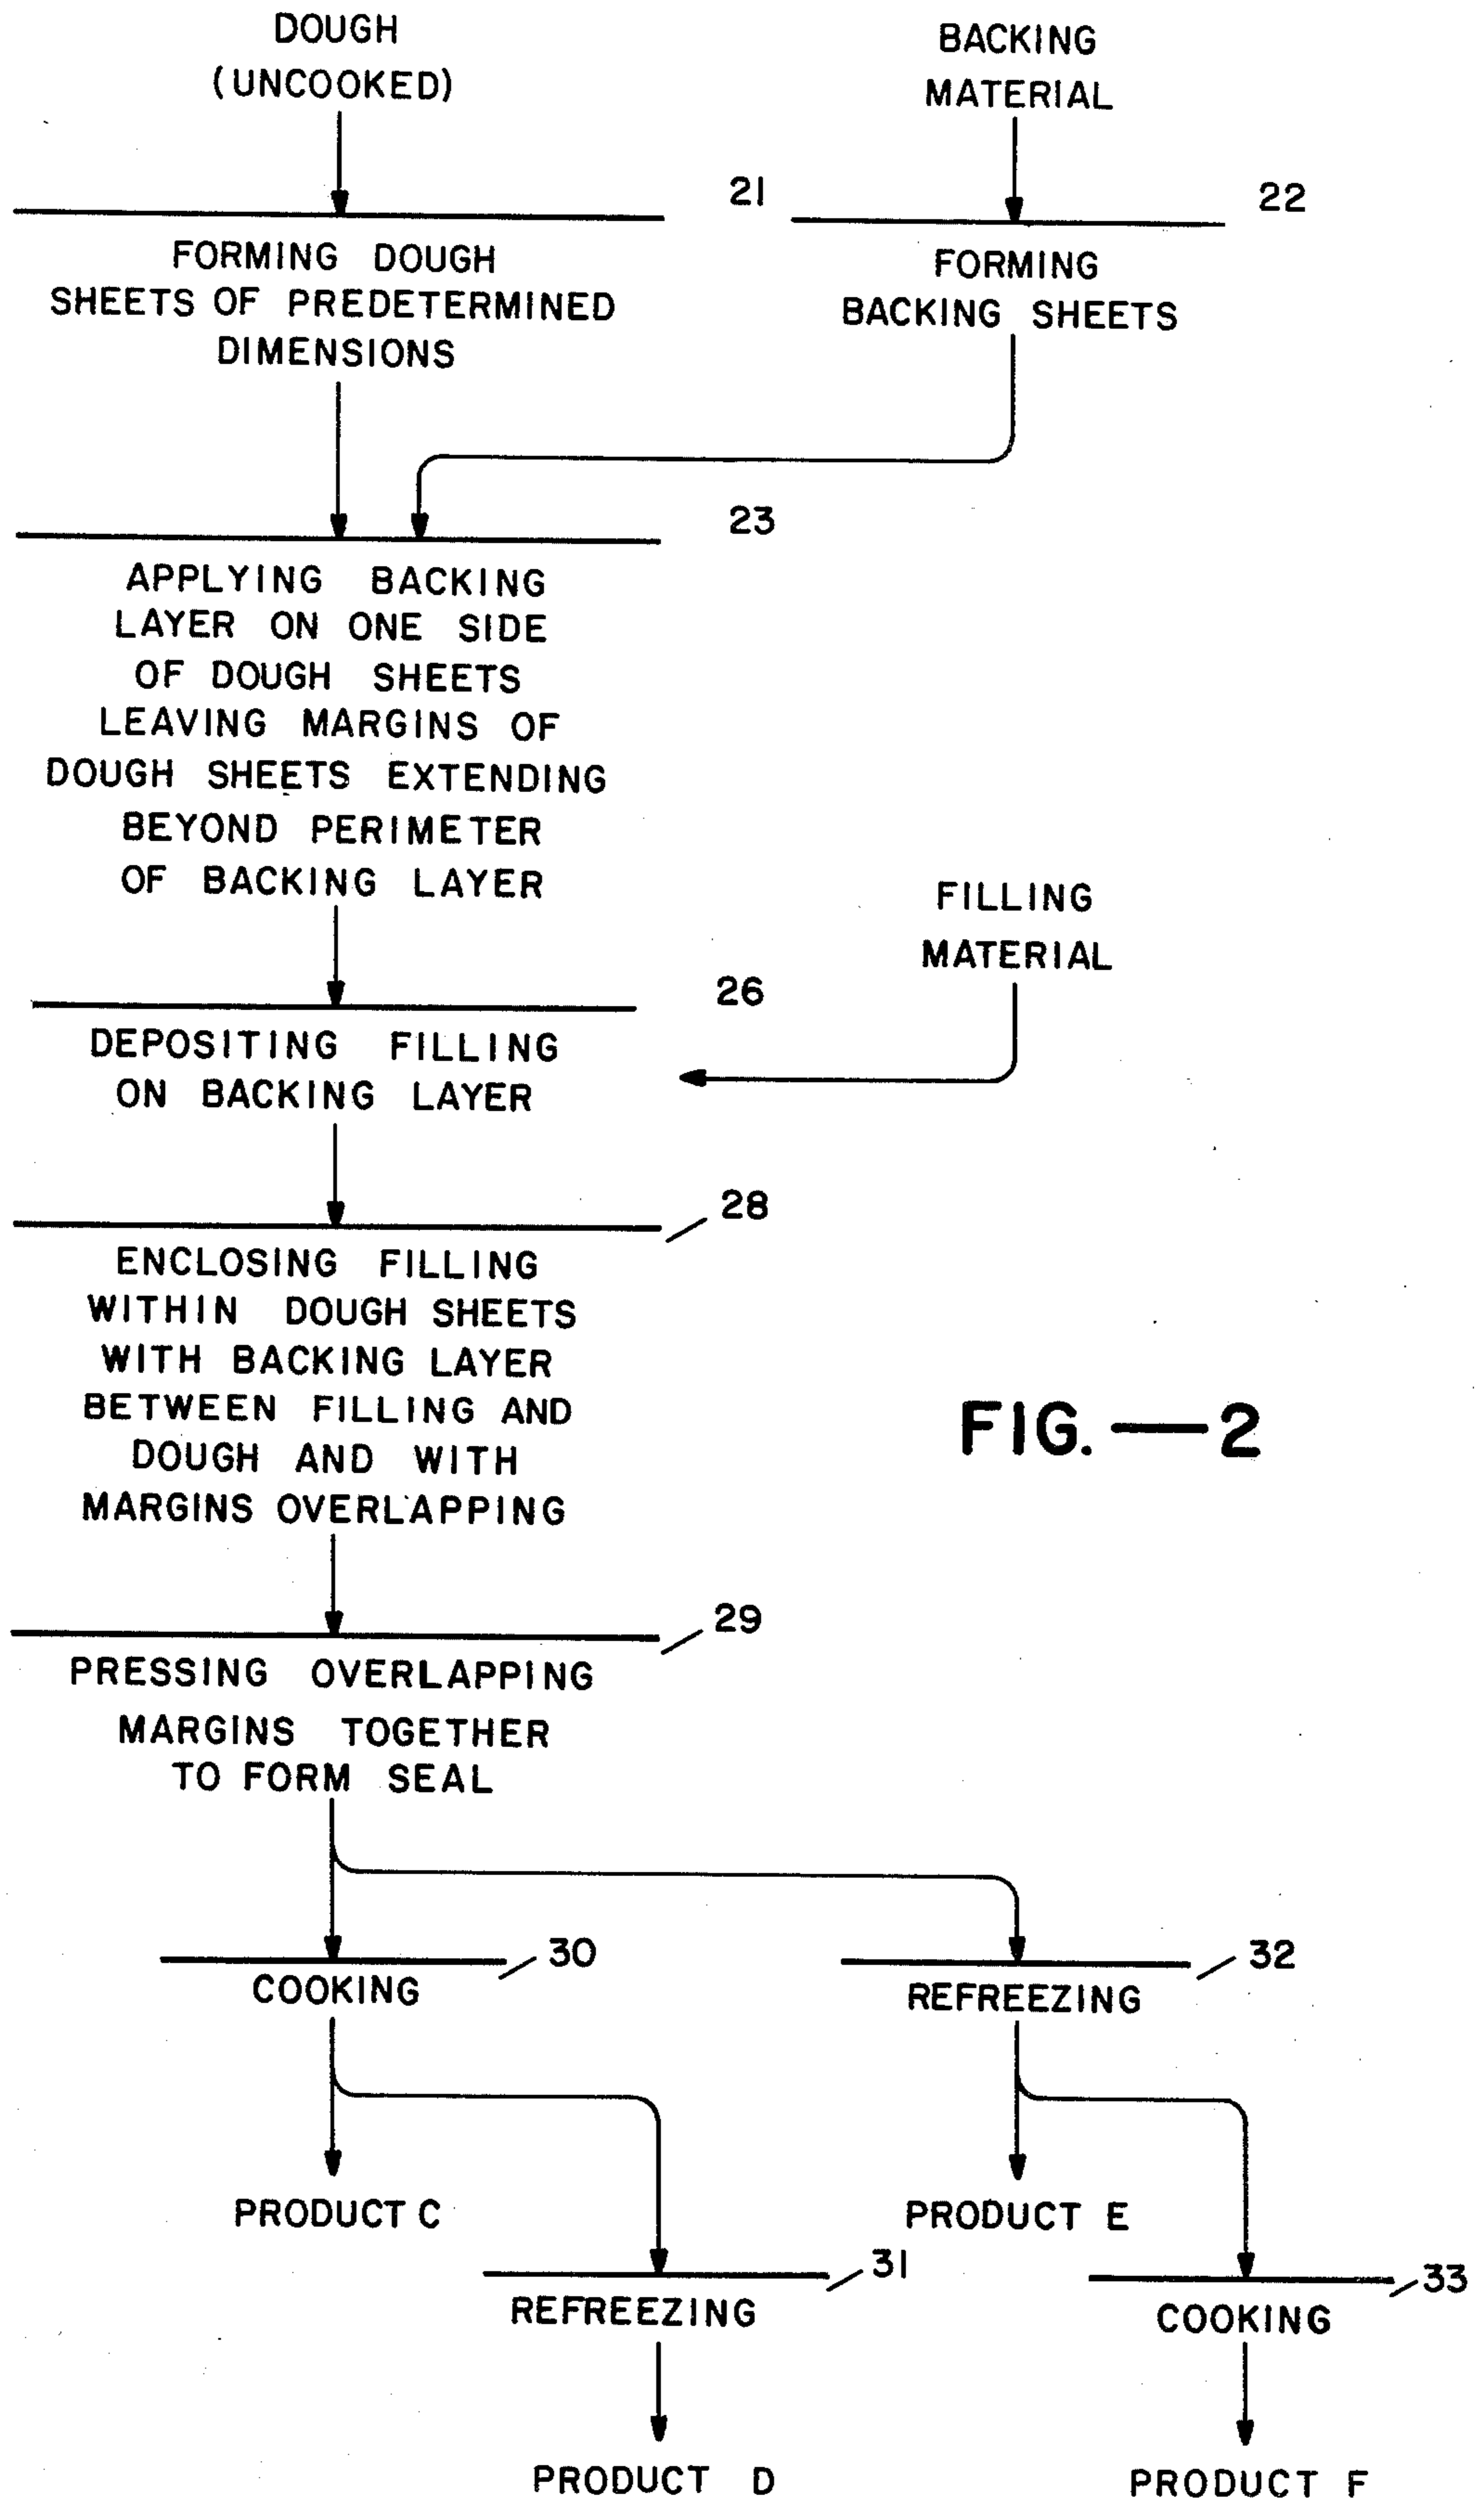 DOUGH
(UNCOOKED)
BACKING
MATERIAL
21
22
FORMING DOUGH
SHEETS OF PREDETERMINED
DIMENSIONS
FORMING
BACKING SHEETS
23
APPLYING BACKING
LAYER ON ONE SIDE
OF DOUGH SHEETS
LEAVING MARGINS OF
DOUGH SHEETS EXTENDING
BEYOND PERIMETER
OF BACKING LAYER
FILLING
MATERIAL
26
DEPOSITING FILLING
ON BACKING LAYER
28
ENCLOSING FILLING
WITHIN DOUGH SHEETS
WITH BACKING LAYER
BETWEEN FILLING AND
DOUGH AND WITH
MARGINS OVERLAPPING
FIG.—2
29
PRESSING OVERLAPPING
MARGINS TOGETHER
TO FORM SEAL
30
COOKING
32
REFREEZING
PRODUCT C
PRODUCT E
31
REFREEZING
33
COOKING
PRODUCT D
PRODUCT F